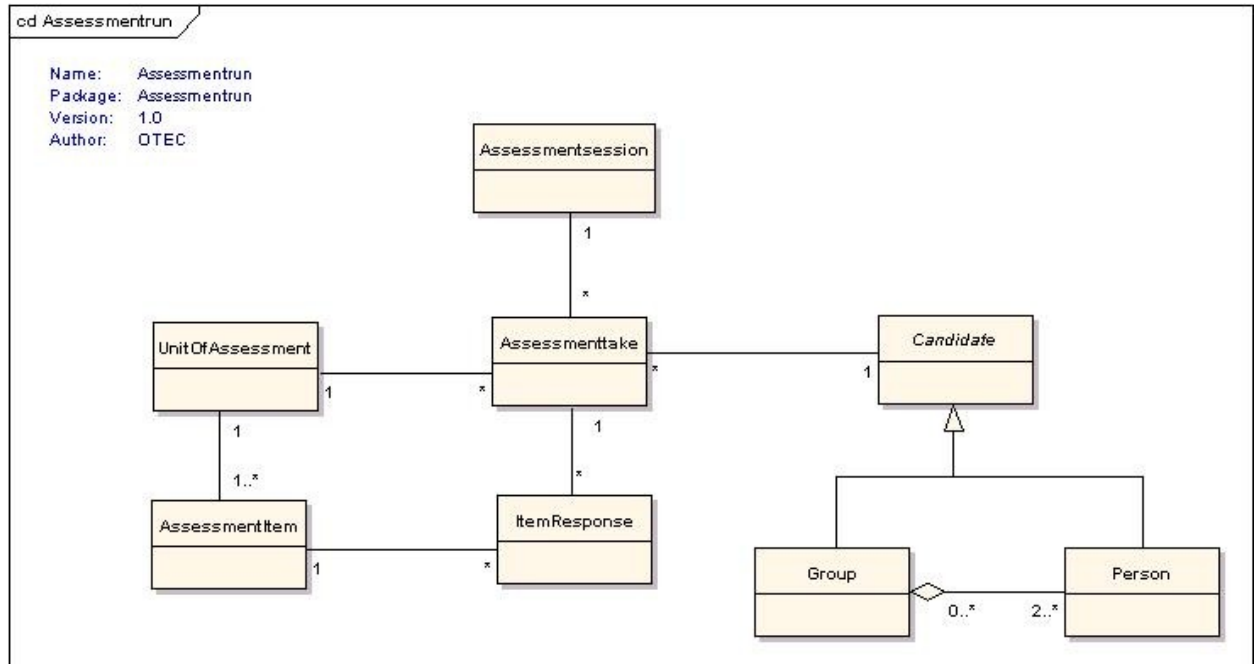 cd Assessmentrun
Name: Assessmentrun
Package: Assessmentrun
Version: 1.0
Author: OTEC
Assessmentsession
1
*
UnitOfAssessment
Assessmenttake
Candidate
1
*
*
1
1
1..*
1
*
AssessmentItem
ItemResponse
1
*
Group
Person
0..*
2..*